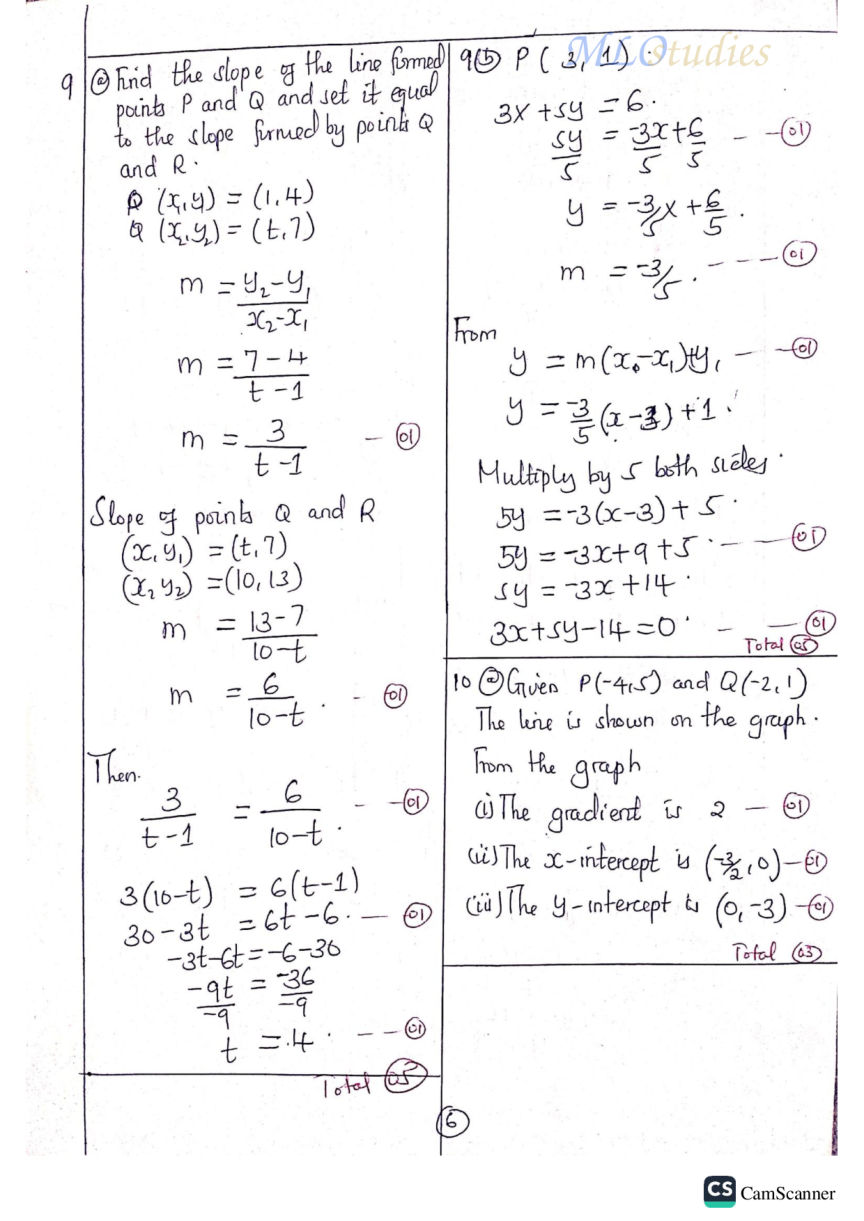 MLOstudies
9 (a) Find the slope of the line formed
points P and Q and set it equal
to the slope formed by points Q
and R.
P (x₁,y) = (1,4)
Q (x₂,y₂) = (t,7)
m = y₂-y₁
x₂-x₁
m = 7-4
t-1
m = 3 - (01)
t-1
Slope of points Q and R
(x, y₁) = (t,7)
(x₂ y₂) = (10,13)
m = 13-7
10-t
m = 6 . - (01)
10-t
Then.
3 = 6 - - (01)
t-1 10-t .
3(10-t) = 6(t-1)
30-3t = 6t-6. - (01)
-3t-6t = -6-30
-9t = -36
-9 -9
t = 4. - - (01)
Total (05)
9(b) P(3,1).
3x+5y = 6.
5y = -3x+6 - - (01)
5 5 5
y = -3/5x + 6/5 .
m = -3/5. - - - (01)
From
y = m(x-x₁)+y₁ - - (01)
y = -3/5 (x-3)+1.
Multiply by 5 both sides.
5y = -3(x-3)+5.
5y = -3x+9+5. - - (01)
5y = -3x+14.
3x+5y-14=0. - - (01)
Total (05)
10 (a) Given P(-4,5) and Q(-2,1)
The line is shown on the graph.
From the graph
(i) The gradient is 2 - (01)
(ii) The x-intercept is (-3/2,0) - (01)
(iii) The y-intercept is (0,-3) - (01)
Total (03)
(6)
CS CamScanner